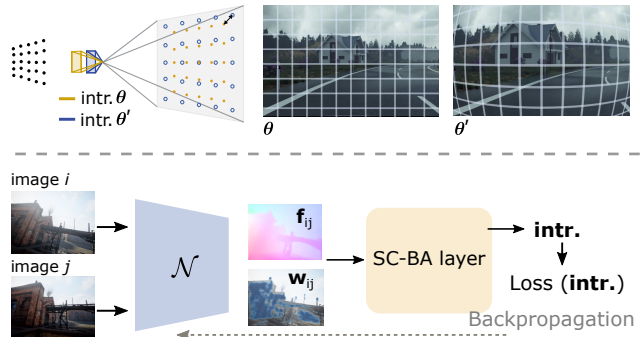 intr. θ
intr. θ'
θ
θ'
image i
image j
𝒩
f_ij
w_ij
SC-BA layer
intr.
Loss (intr.)
Backpropagation